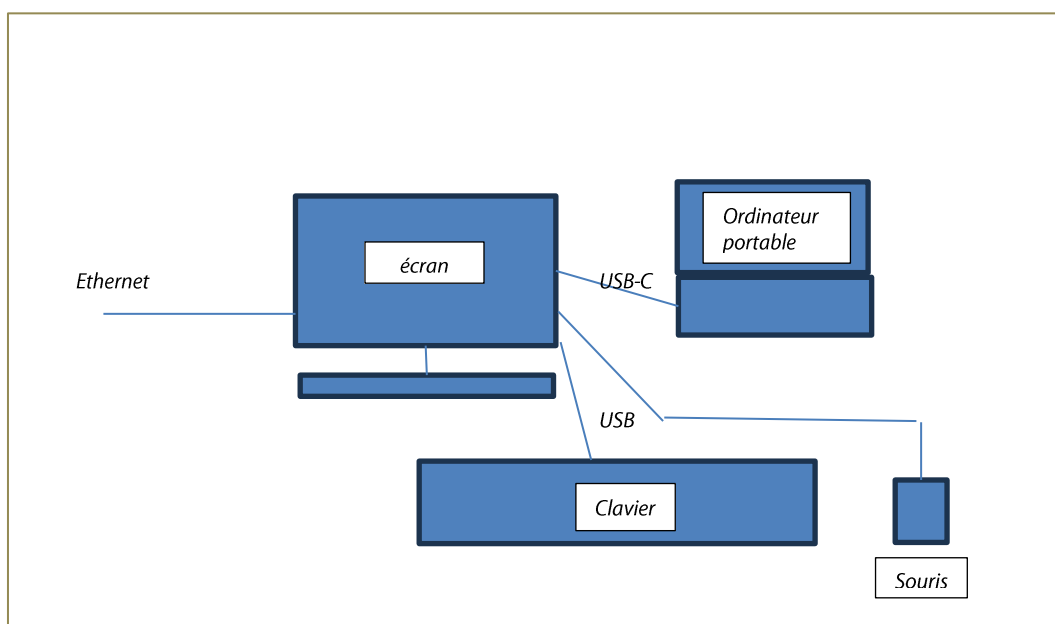 Ordinateur
portable
écran
Ethernet
USB-C
USB
Clavier
Souris